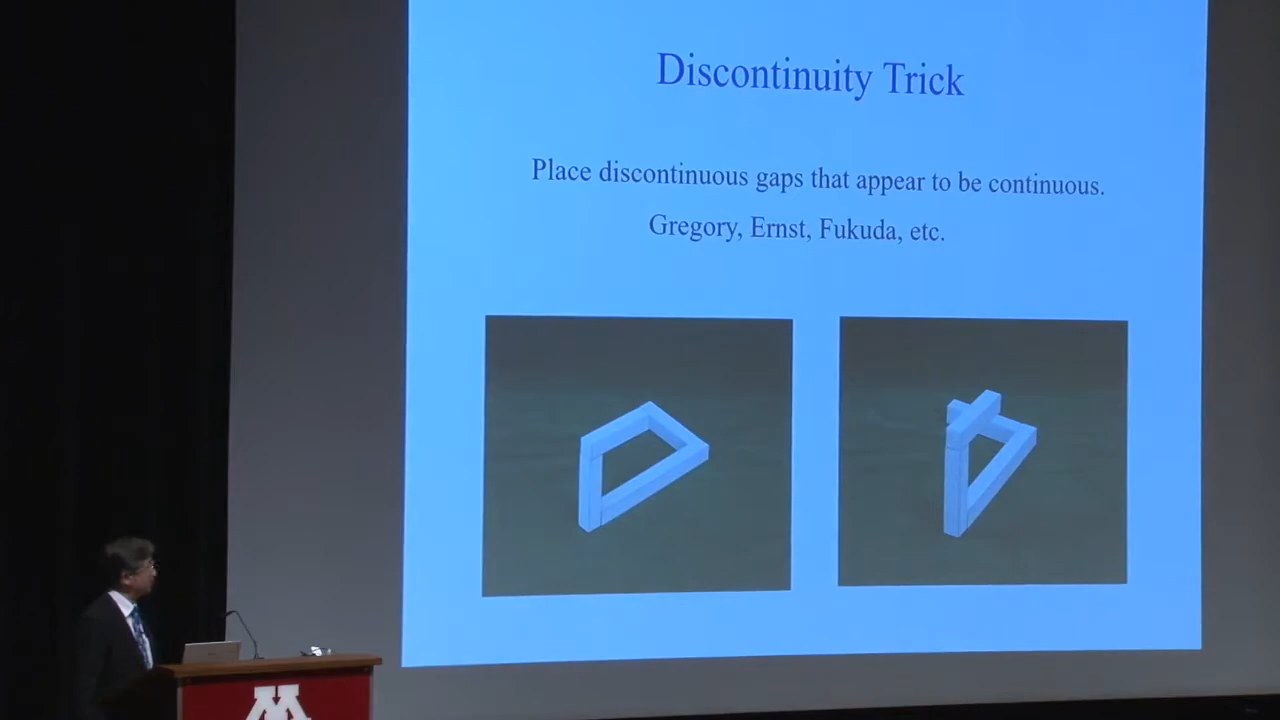 Discontinuity Trick
Place discontinuous gaps that appear to be continuous.
Gregory, Ernst, Fukuda, etc.
M